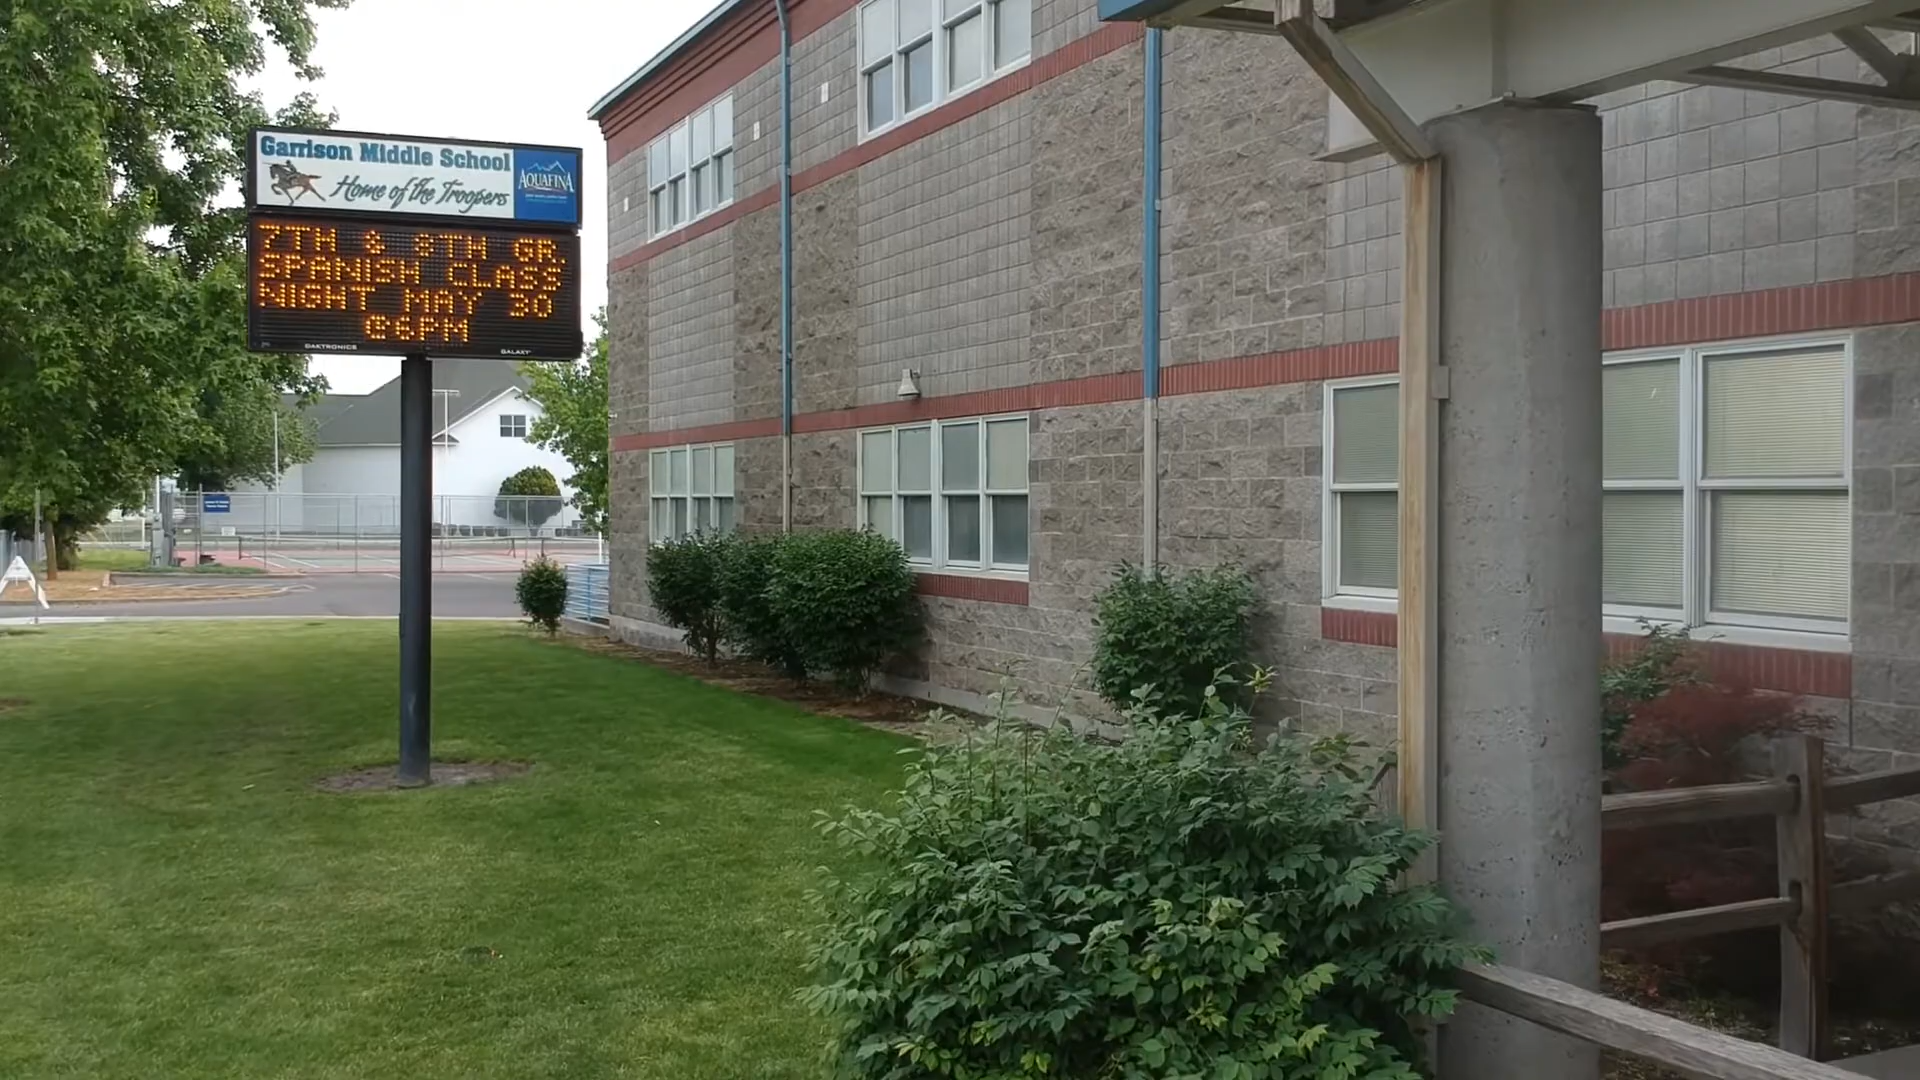 Garrison Middle School
Home of the Troopers
AQUAFINA
7TH & 8TH GR.
SPANISH CLASS
NIGHT MAY 30
@6PM
DAKTRONICS
GALAXY